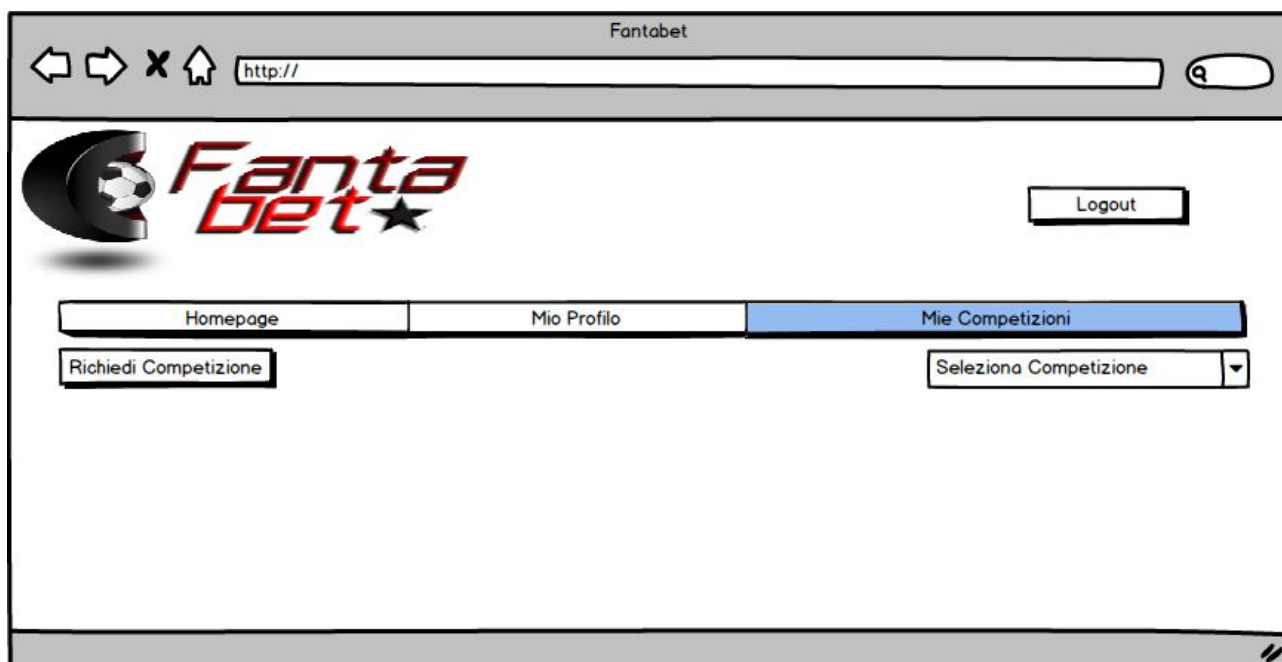 Fantabet
http://
Fanta
bet
Logout
Homepage Mio Profilo Mie Competizioni
Richiedi Competizione Seleziona Competizione